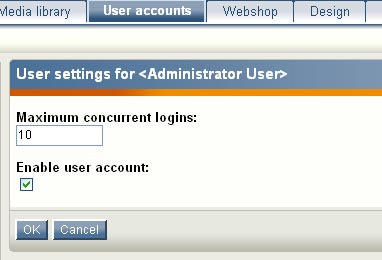 Media library User accounts Webshop Design
User settings for <Administrator User>
Maximum concurrent logins:
10
Enable user account:
OK Cancel